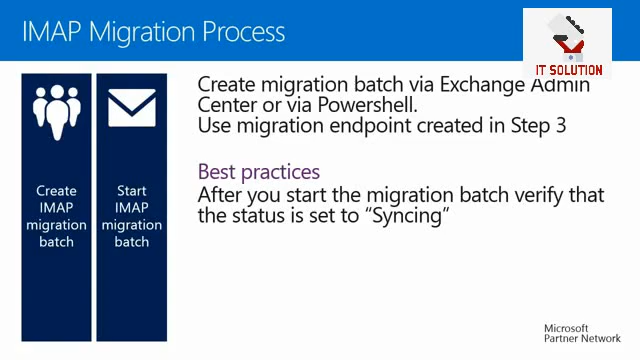 IMAP Migration Process
IT SOLUTION
Create
IMAP
migration
batch
Start
IMAP
migration
batch
Create migration batch via Exchange Admin
Center or via Powershell.
Use migration endpoint created in Step 3
Best practices
After you start the migration batch verify that
the status is set to “Syncing”
Microsoft
Partner Network